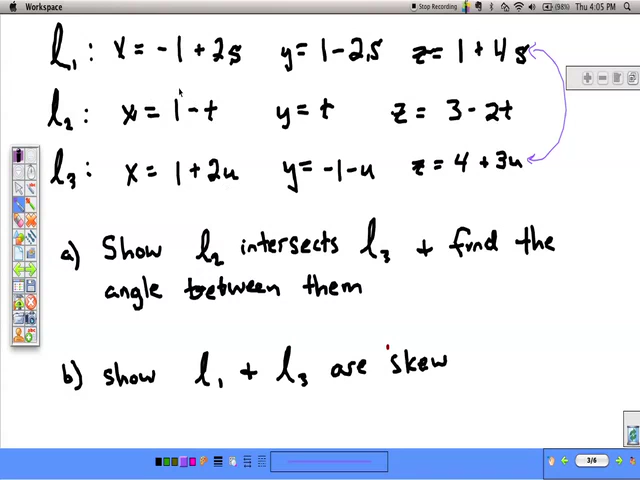 Workspace
Stop Recording
(98%)
Thu 4:05 PM
l₁: x = -1 + 2s y = 1 - 2s z = 1 + 4s
l₂: x = 1 - t y = t z = 3 - 2t
l₃: x = 1 + 2u y = -1 - u z = 4 + 3u
a) Show l₂ intersects l₃ + find the
angle between them
b) show l₁ + l₃ are skew
3/6